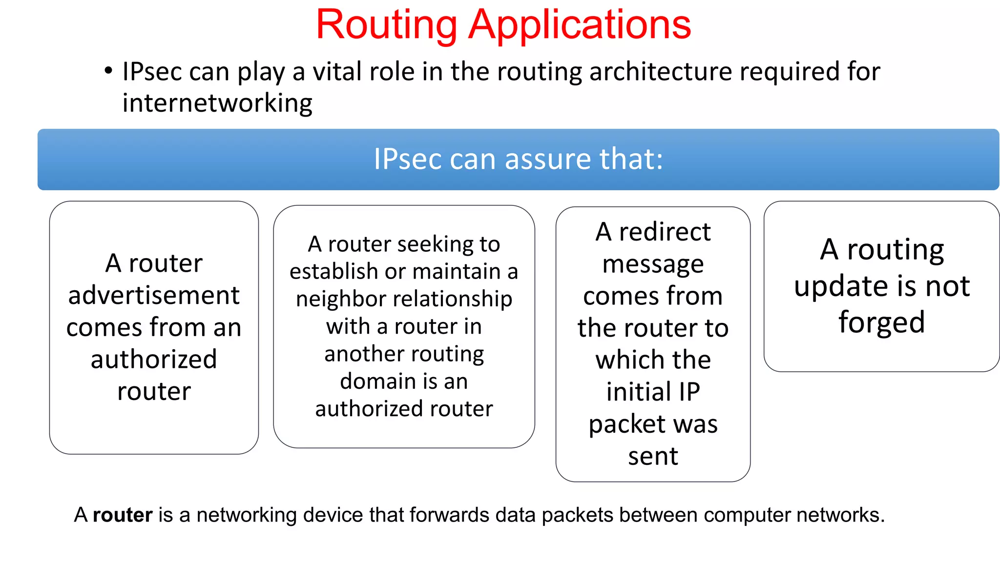 Routing Applications
• IPsec can play a vital role in the routing architecture required for
internetworking
IPsec can assure that:
A router
advertisement
comes from an
authorized
router
A router seeking to
establish or maintain a
neighbor relationship
with a router in
another routing
domain is an
authorized router
A redirect
message
comes from
the router to
which the
initial IP
packet was
sent
A routing
update is not
forged
A router is a networking device that forwards data packets between computer networks.